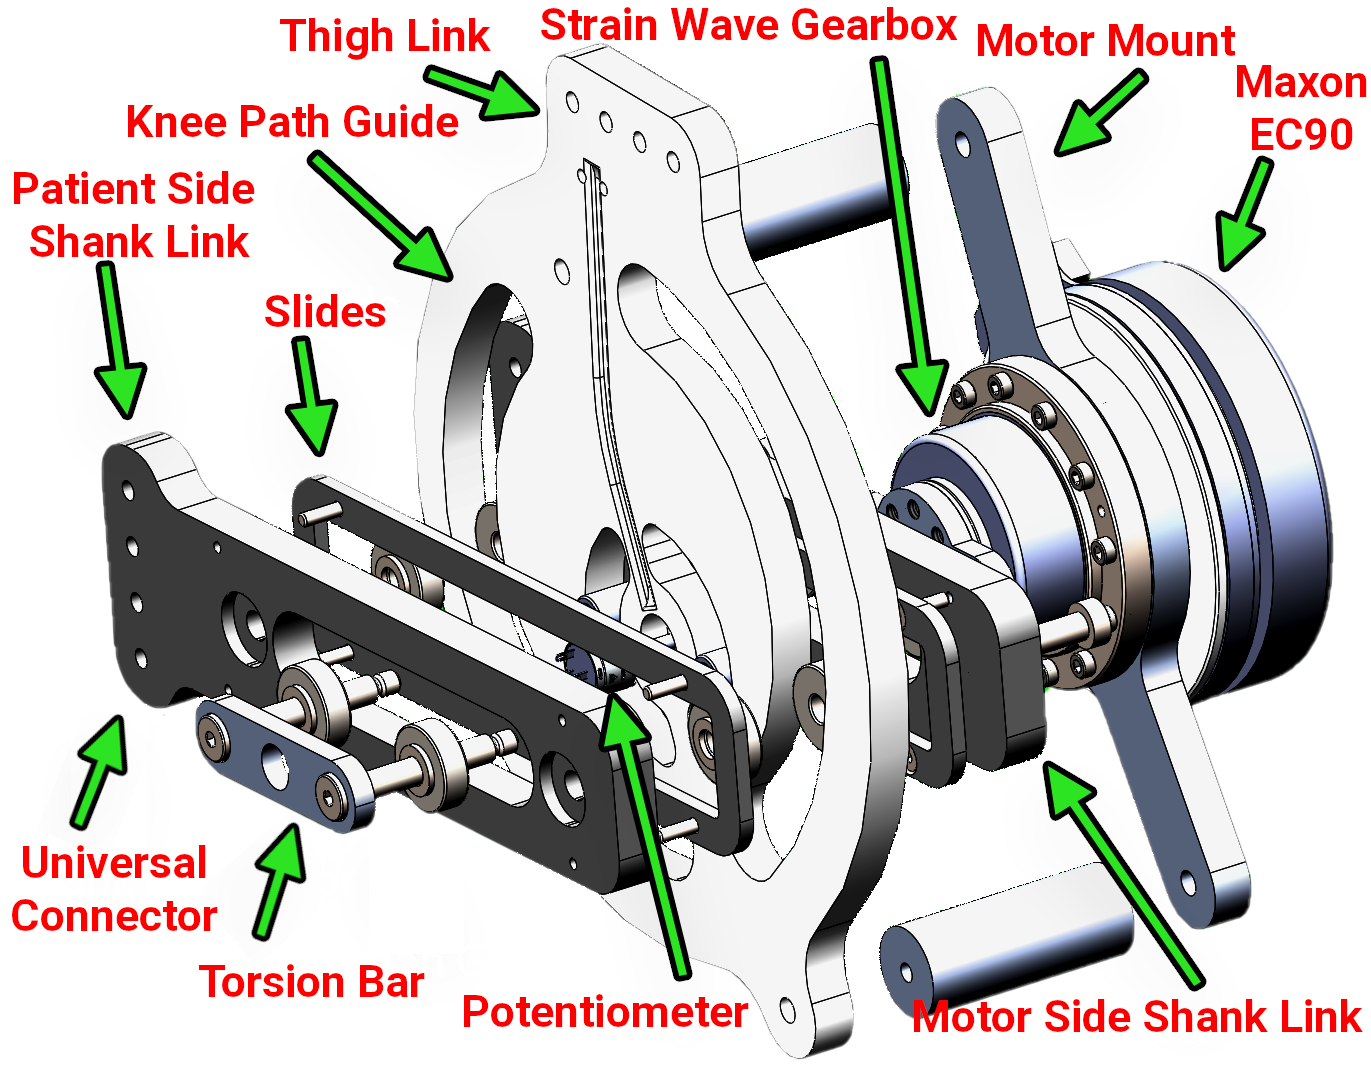 Thigh Link
Strain Wave Gearbox
Motor Mount
Maxon
EC90
Knee Path Guide
Patient Side
Shank Link
Slides
Universal
Connector
Torsion Bar
Potentiometer
Motor Side Shank Link